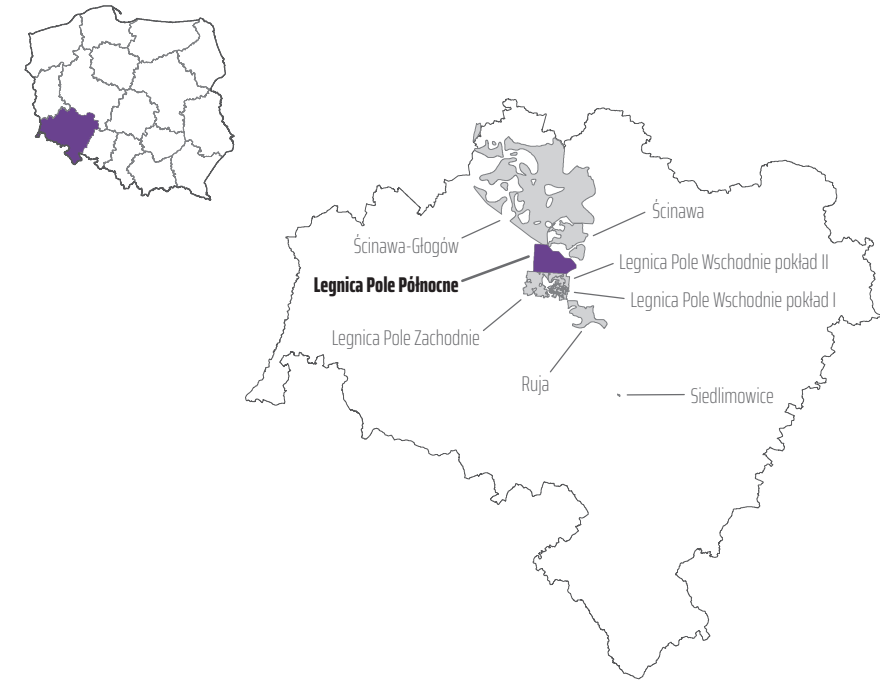 Ścinawa
Ścinawa-Głogów
Legnica Pole Wschodnie pokład II
Legnica Pole Północne
Legnica Pole Wschodnie pokład I
Legnica Pole Zachodnie
Ruja
Siedlimowice